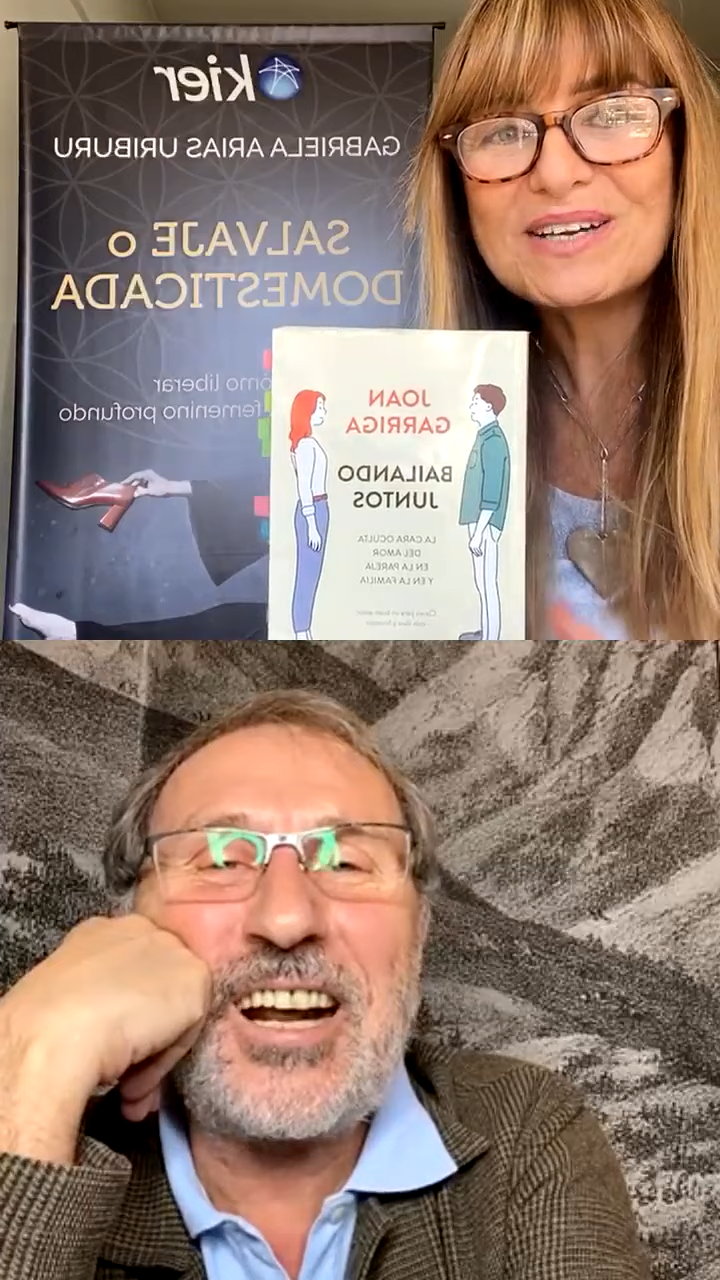 kier
GABRIELA ARIAS URIBURU
SALVAJE o
DOMESTICADA
ómo liberar
femenino profundo
JOAN
GARRIGA
BAILANDO
JUNTOS
LA CARA OCULTA
DEL AMOR
EN LA PAREJA
Y EN LA FAMILIA